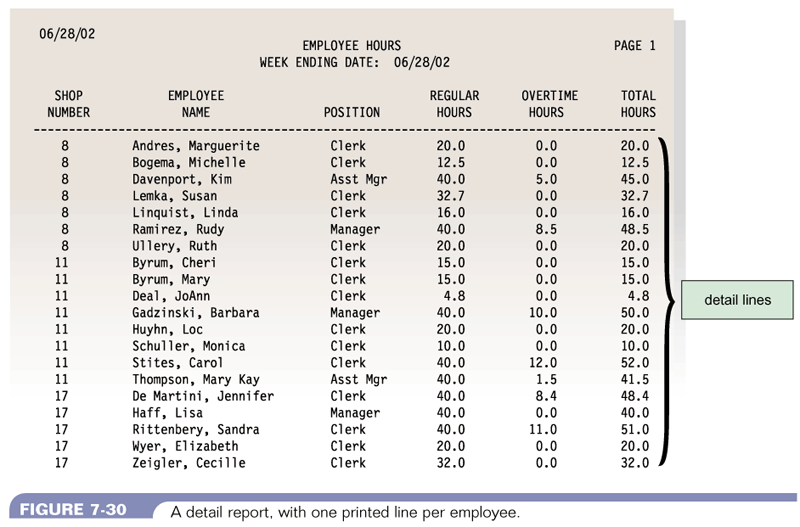 06/28/02
EMPLOYEE HOURS PAGE 1
WEEK ENDING DATE: 06/28/02
SHOP EMPLOYEE REGULAR OVERTIME TOTAL
NUMBER NAME POSITION HOURS HOURS HOURS
8 Andres, Marguerite Clerk 20.0 0.0 20.0
8 Bogema, Michelle Clerk 12.5 0.0 12.5
8 Davenport, Kim Asst Mgr 40.0 5.0 45.0
8 Lemka, Susan Clerk 32.7 0.0 32.7
8 Linquist, Linda Clerk 16.0 0.0 16.0
8 Ramirez, Rudy Manager 40.0 8.5 48.5
8 Ullery, Ruth Clerk 20.0 0.0 20.0
11 Byrum, Cheri Clerk 15.0 0.0 15.0
11 Byrum, Mary Clerk 15.0 0.0 15.0
11 Deal, JoAnn Clerk 4.8 0.0 4.8
11 Gadzinski, Barbara Manager 40.0 10.0 50.0
11 Huyhn, Loc Clerk 20.0 0.0 20.0
11 Schuller, Monica Clerk 10.0 0.0 10.0
11 Stites, Carol Clerk 40.0 12.0 52.0
11 Thompson, Mary Kay Asst Mgr 40.0 1.5 41.5
17 De Martini, Jennifer Clerk 40.0 8.4 48.4
17 Haff, Lisa Manager 40.0 0.0 40.0
17 Rittenbery, Sandra Clerk 40.0 11.0 51.0
17 Wyer, Elizabeth Clerk 20.0 0.0 20.0
17 Zeigler, Cecille Clerk 32.0 0.0 32.0
detail lines
FIGURE 7-30 A detail report, with one printed line per employee.